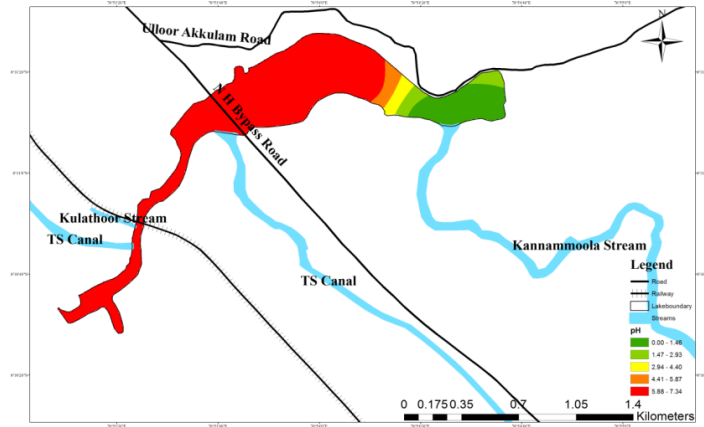 N
Ulloor Akkulam Road
N H Bypass Road
Kulathoor Stream
TS Canal
Kannammoola Stream
TS Canal
Legend
Road
Railway
Lakeboundary
Streams
pH
0.00 - 1.46
1.47 - 2.93
2.94 - 4.40
4.41 - 5.87
5.88 - 7.34
0 0.175 0.35 0.7 1.05 1.4
Kilometers